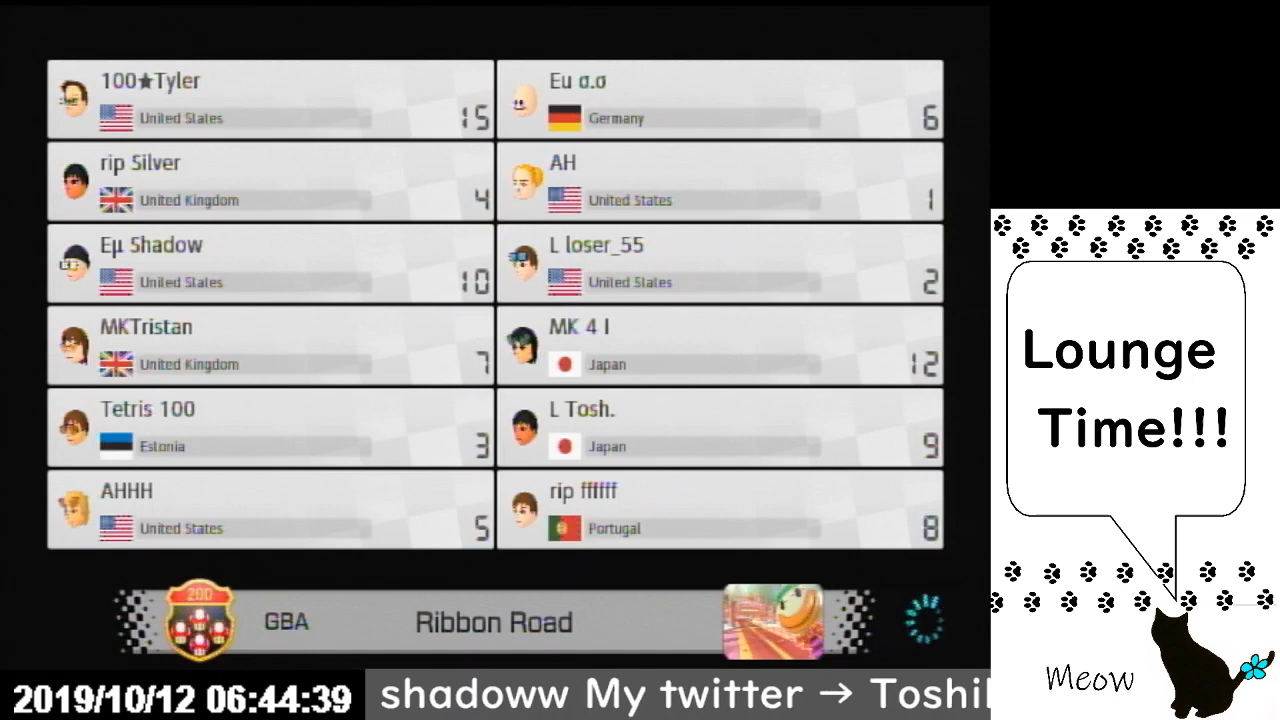 100★Tyler
United States
15
rip Silver
United Kingdom
4
Eμ Shadow
United States
10
MKTristan
United Kingdom
7
Tetris 100
Estonia
3
AHHH
United States
5
Eu σ.σ
Germany
6
AH
United States
1
L loser_55
United States
2
MK 4 I
Japan
12
L Tosh.
Japan
9
rip ffffff
Portugal
8
200
GBA Ribbon Road
Lounge
Time!!!
Meow
2019/10/12 06:44:39
shadoww My twitter → Toshi